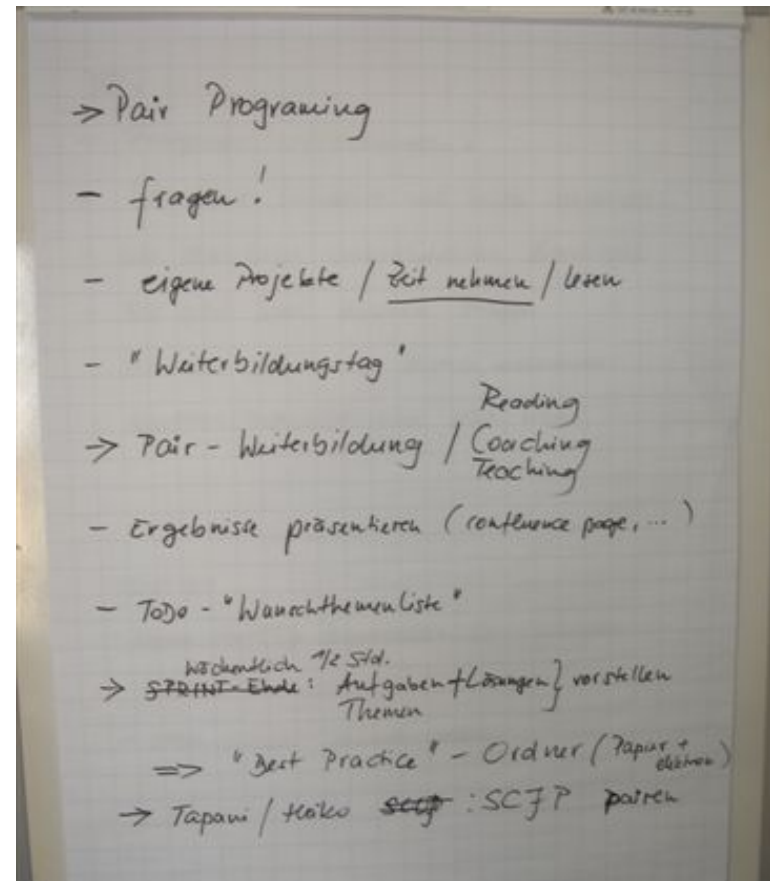 → Pair Programing
- fragen!
- eigene Projekte / Zeit nehmen / lesen
- "Weiterbildungstag"
→ Pair-Weiterbildung / Reading
Coaching
Teaching
- Ergebnisse präsentieren (confluence page, ...)
- ToDo - "Wunschthemenliste"
wöchentlich 1/2 Std.
→ SPRINT-Ende: Aufgaben + Lösungen } vorstellen
Themen
=> "Best Practice" - Ordner (Papier +
elektron)
→ Tapani / Heiko scjp : SCJP pairen